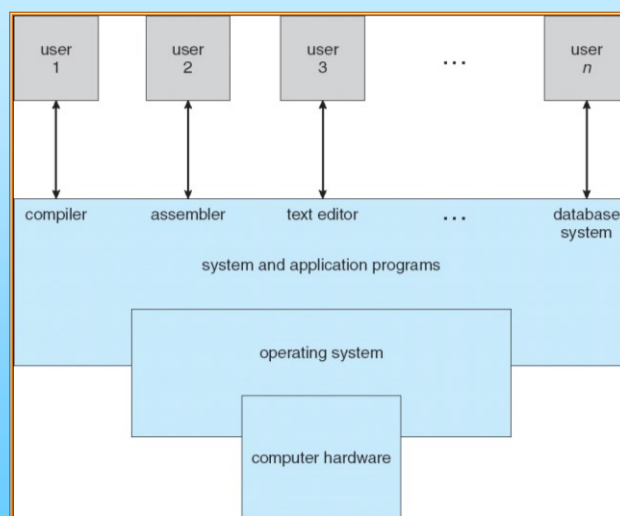 user user user ... user
1 2 3 n
compiler assembler text editor ... database
system
system and application programs
operating system
computer hardware